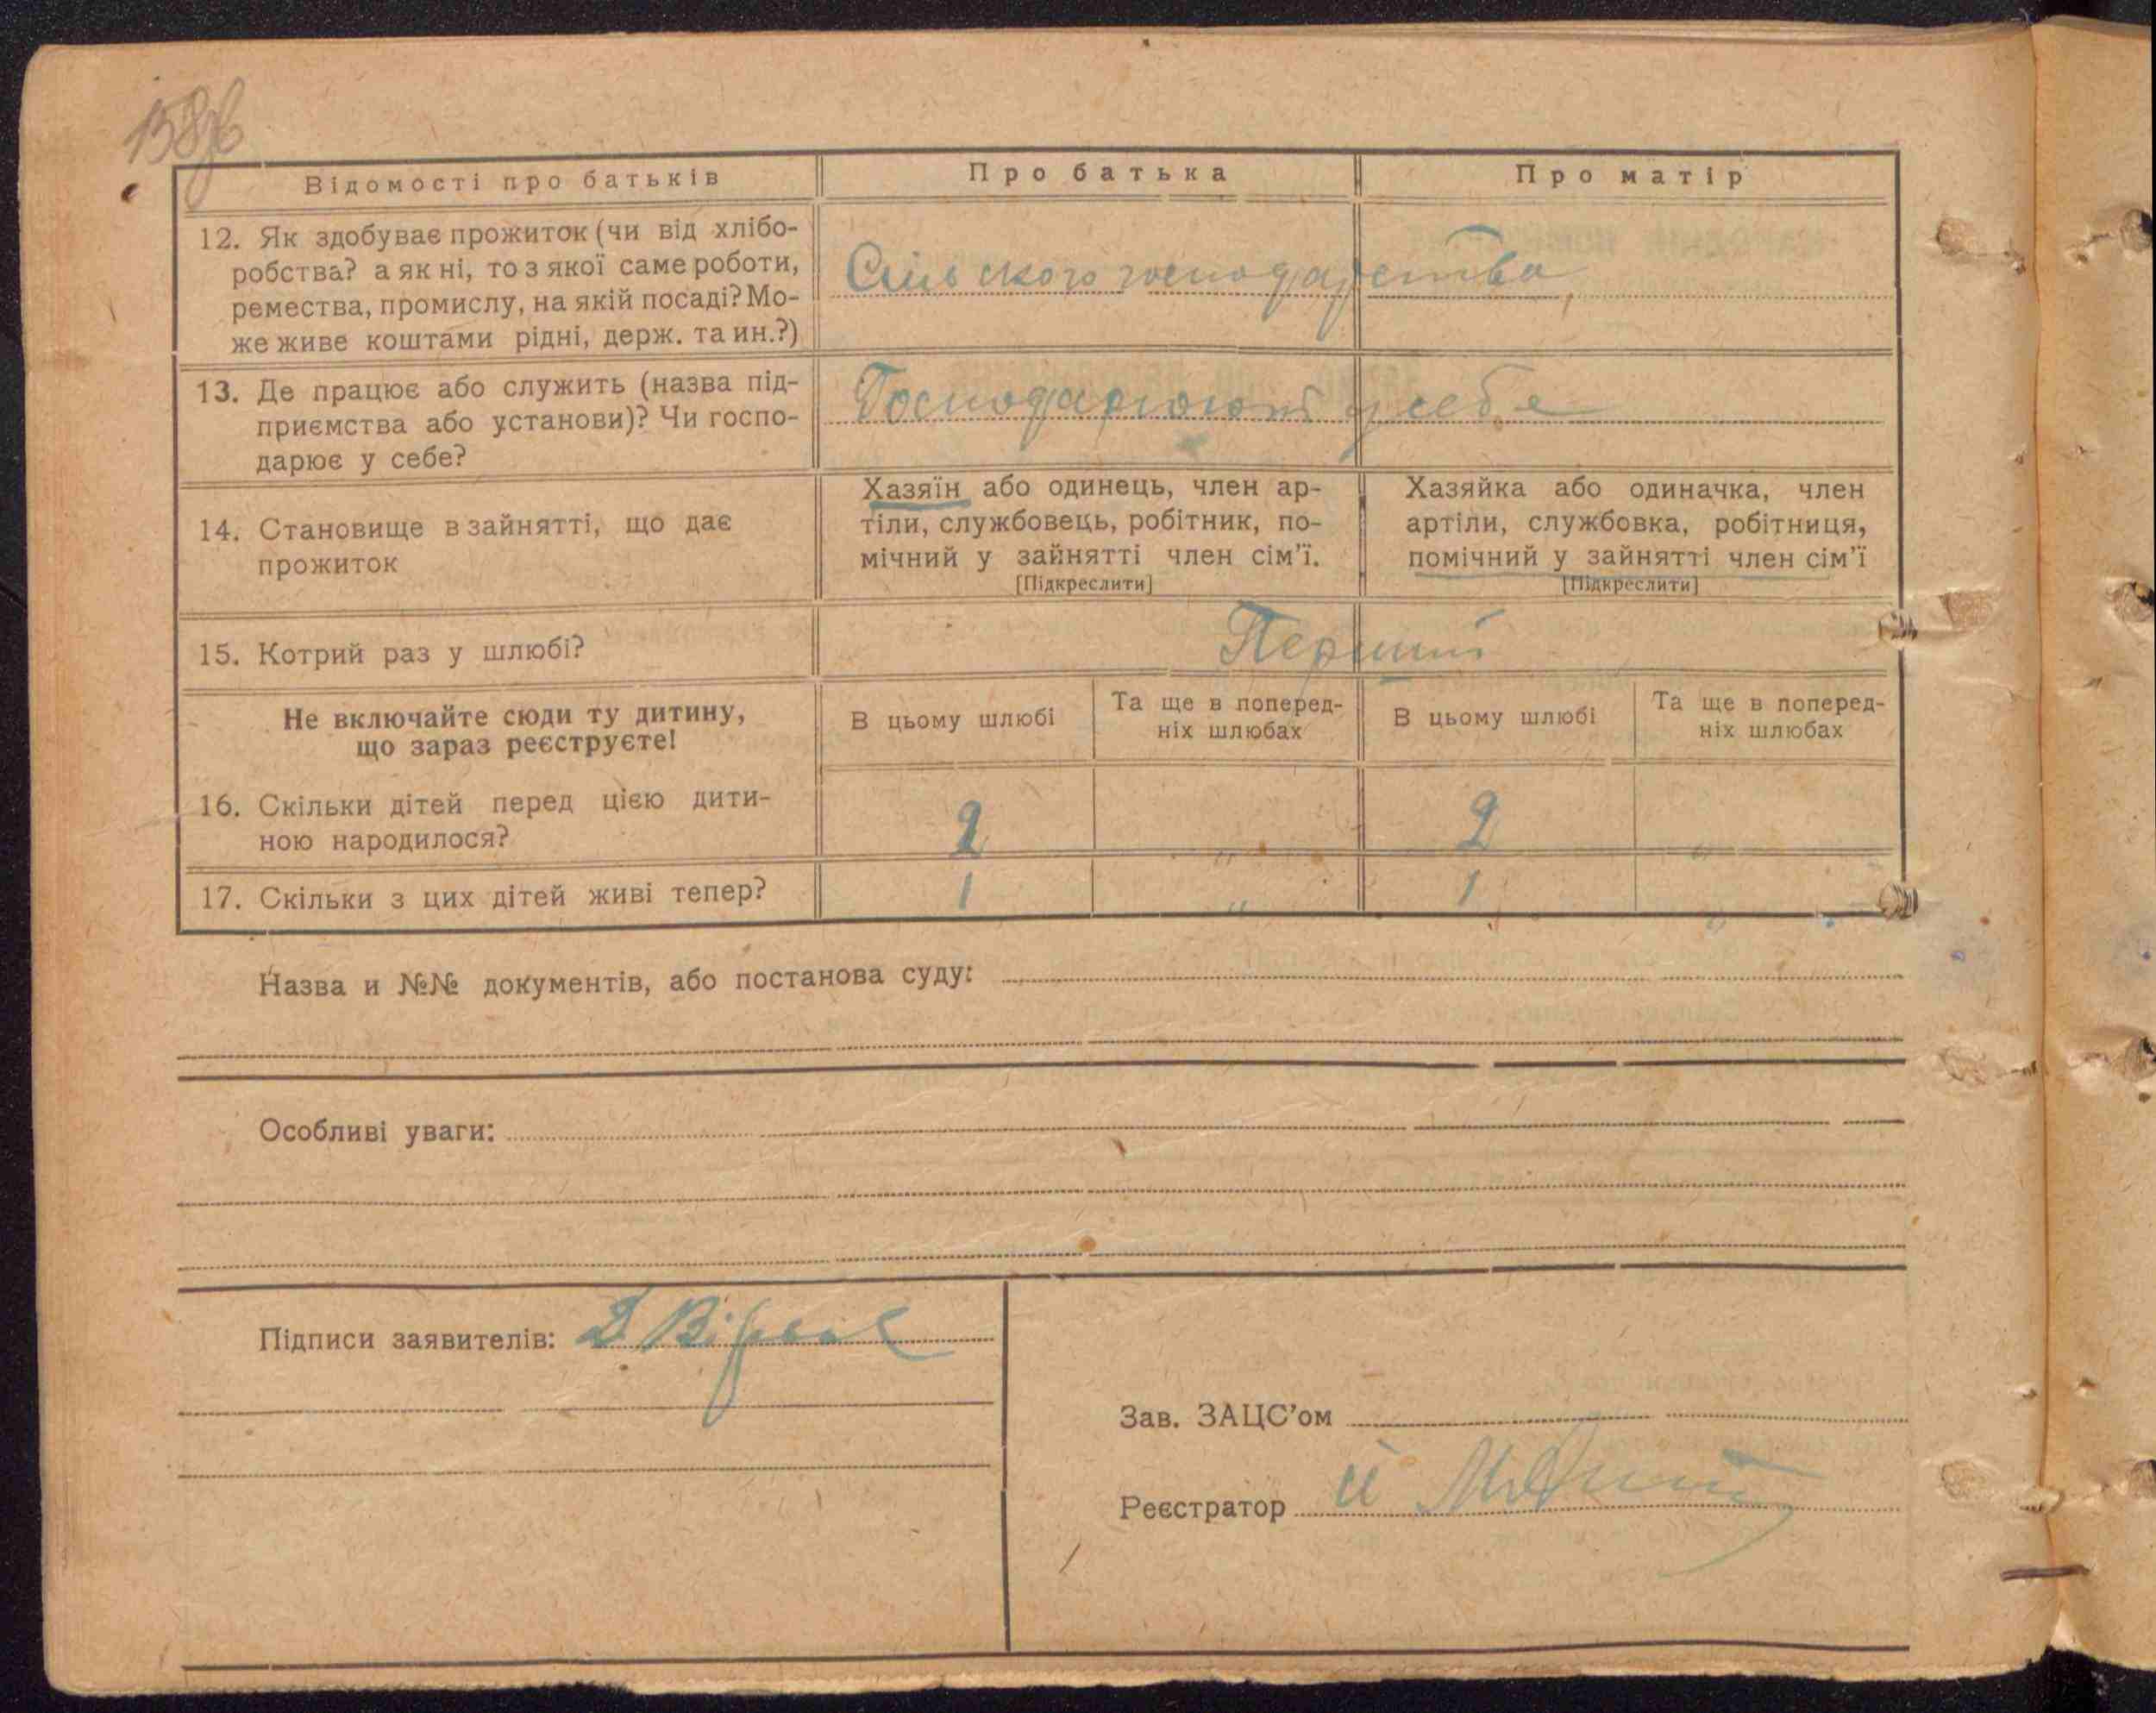 Відомості про батьків
Про батька
Про матір
12. Як здобуває прожиток (чи від хлібо-
робства? а як ні, то з якої саме роботи,
ремества, промислу, на якій посаді? Мо-
же живе коштами рідні, держ. та ин.?)
Сільського господарства
13. Де працює або служить (назва під-
приємства або установи)? Чи госпо-
дарює у себе?
Господарюють у себе
14. Становище в зайнятті, що дає
прожиток
Хазяїн або одинець, член ар-
тіли, службовець, робітник, по-
мічний у зайнятті член сім'ї.
[Підкреслити]
Хазяйка або одиначка, член
артіли, службовка, робітниця,
помічний у зайнятті член сім'ї
[Підкреслити]
15. Котрий раз у шлюбі?
Перший
Не включайте сюди ту дитину,
що зараз реєструєте!
В цьому шлюбі
Та ще в поперед-
ніх шлюбах
В цьому шлюбі
Та ще в поперед-
ніх шлюбах
16. Скільки дітей перед цією дити-
ною народилося?
2 " 2 "
17. Скільки з цих дітей живі тепер?
1 " 1 "
Назва и №№ документів, або постанова суду:
Особливі уваги:
Підписи заявителів:
Зав. ЗАЦС'ом
Реєстратор